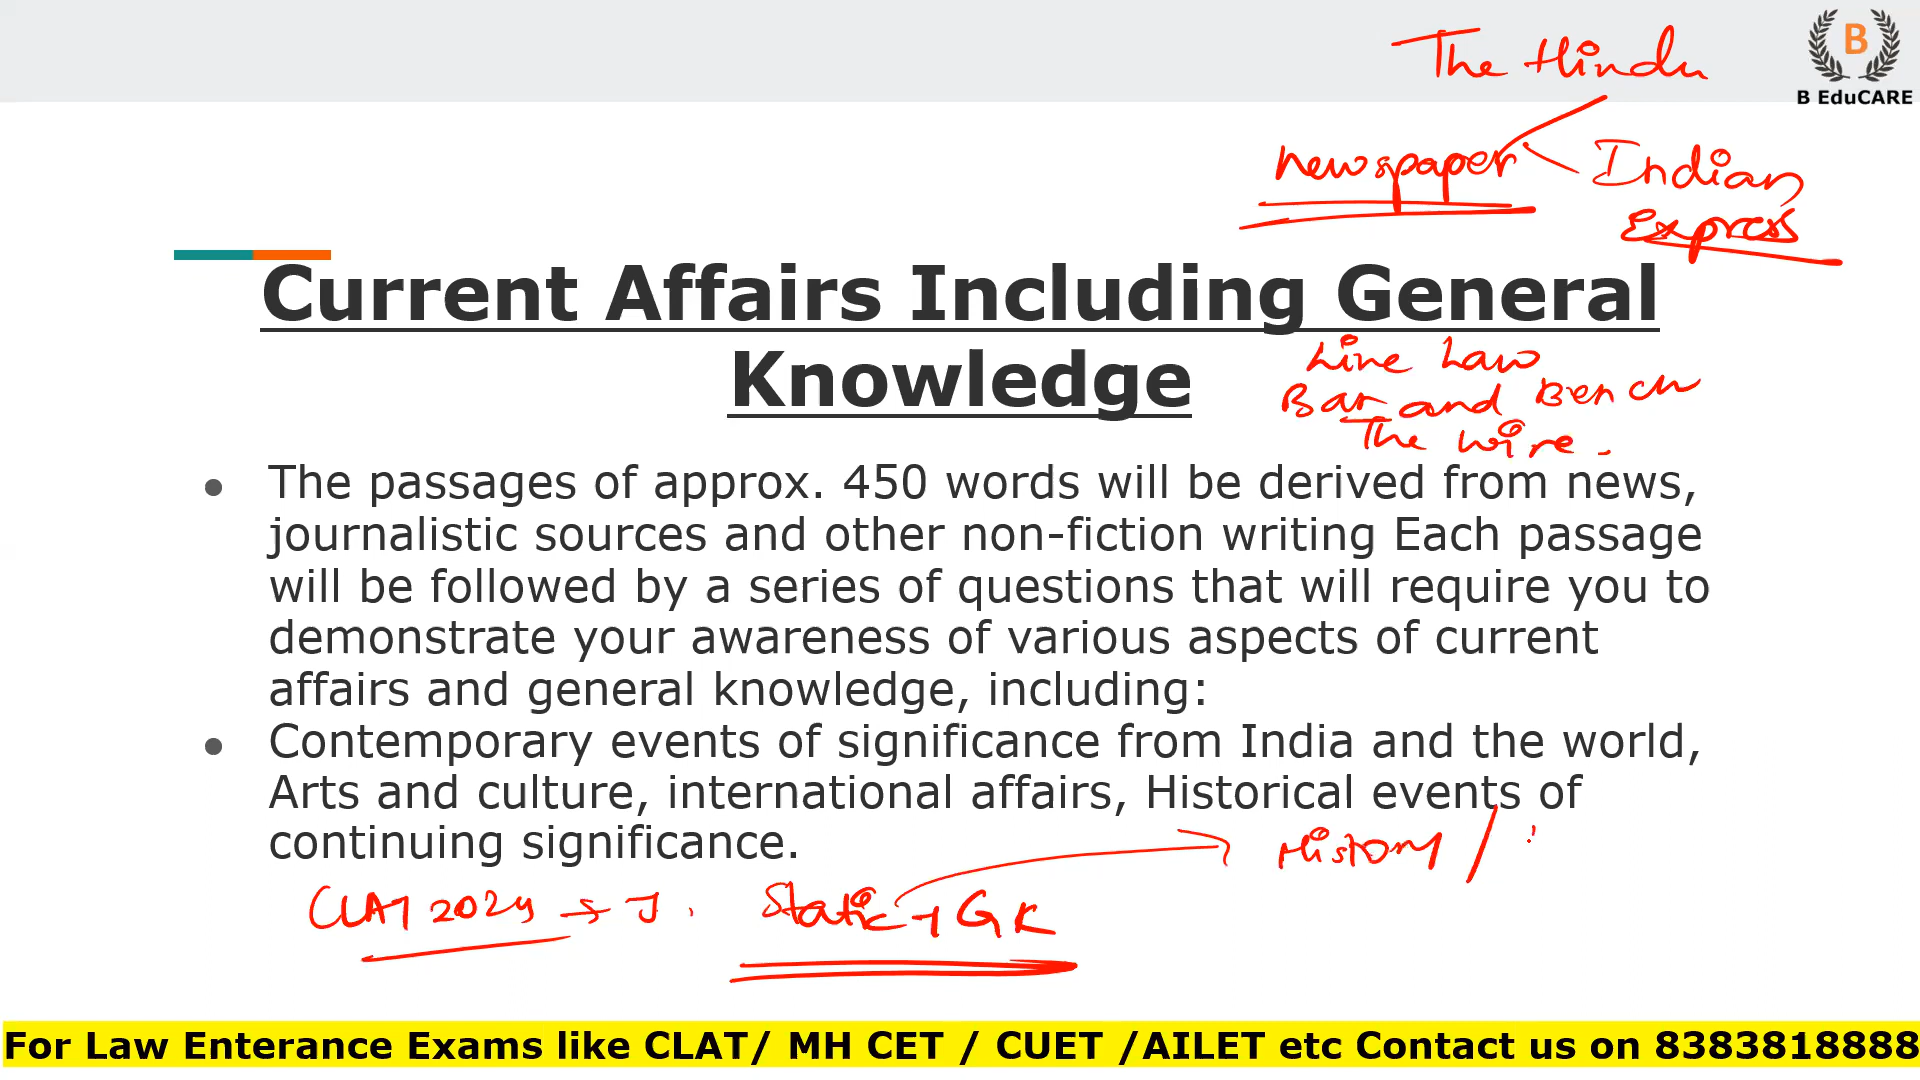 The Hindu
B
B EduCARE
Newspaper
Indian
Express
Current Affairs Including General
Knowledge
Live Law
Bar and Bench
The Wire.
● The passages of approx. 450 words will be derived from news,
journalistic sources and other non-fiction writing Each passage
will be followed by a series of questions that will require you to
demonstrate your awareness of various aspects of current
affairs and general knowledge, including:
● Contemporary events of significance from India and the world,
Arts and culture, international affairs, Historical events of
continuing significance.
History /
CLAT 2024 → J.
Static + GK
For Law Enterance Exams like CLAT/ MH CET / CUET /AILET etc Contact us on 8383818888